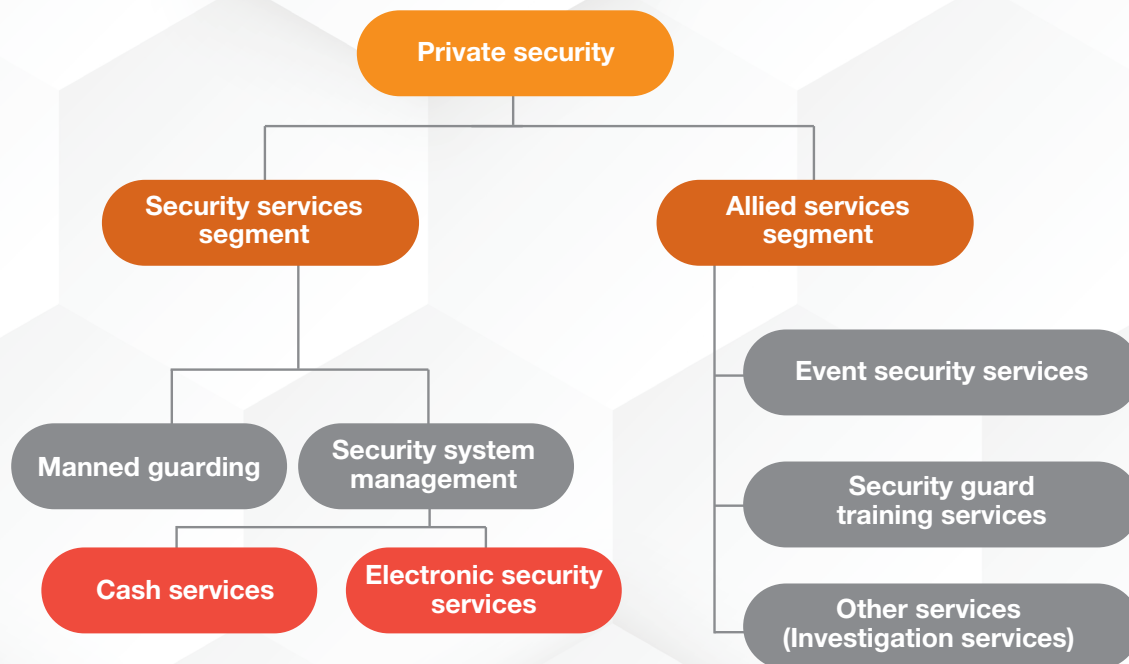 Private security
Security services
segment
Allied services
segment
Event security services
Manned guarding
Security system
management
Security guard
training services
Cash services
Electronic security
services
Other services
(Investigation services)